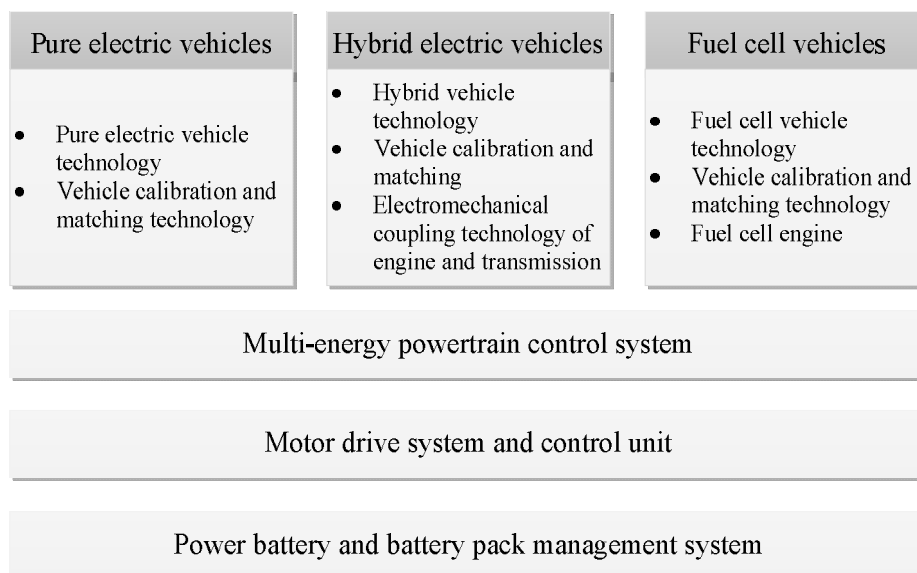 Pure electric vehicles
Pure electric vehicle
technology
Vehicle calibration and
matching technology
Hybrid electric vehicles
Hybrid vehicle
technology
Vehicle calibration and
matching
Electromechanical
coupling technology of
engine and transmission
Fuel cell vehicles
Fuel cell vehicle
technology
Vehicle calibration and
matching technology
Fuel cell engine
Multi-energy powertrain control system
Motor drive system and control unit
Power battery and battery pack management system